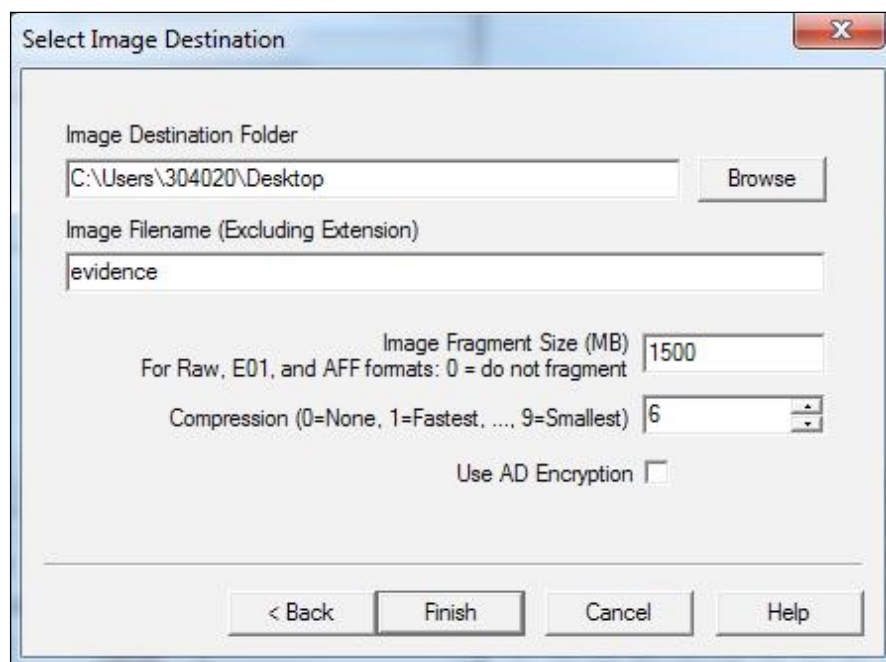 Select Image Destination
Image Destination Folder
C:\Users\304020\Desktop
Browse
Image Filename (Excluding Extension)
evidence
Image Fragment Size (MB)
For Raw, E01, and AFF formats: 0 = do not fragment
1500
Compression (0=None, 1=Fastest, ..., 9=Smallest)
6
Use AD Encryption
< Back
Finish
Cancel
Help